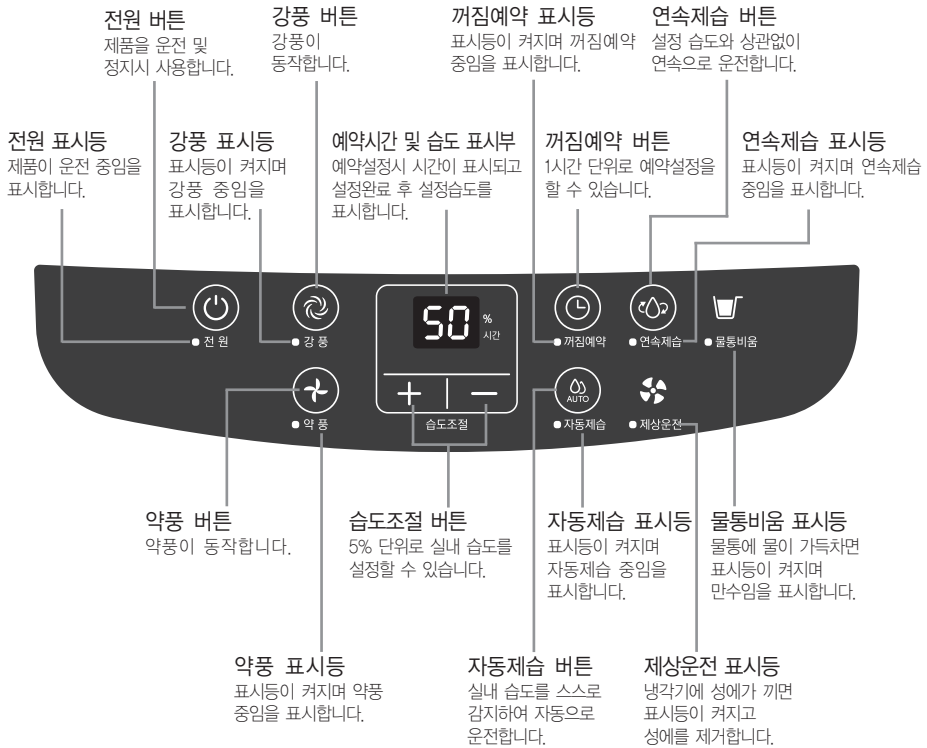 전원 버튼
제품을 운전 및
정지시 사용합니다.
강풍 버튼
강풍이
동작합니다.
꺼짐예약 표시등
표시등이 켜지며 꺼짐예약
중임을 표시합니다.
연속제습 버튼
설정 습도와 상관없이
연속으로 운전합니다.
전원 표시등
제품이 운전 중임을
표시합니다.
강풍 표시등
표시등이 켜지며
강풍 중임을
표시합니다.
예약시간 및 습도 표시부
예약설정시 시간이 표시되고
설정완료 후 설정습도를
표시합니다.
꺼짐예약 버튼
1시간 단위로 예약설정을
할 수 있습니다.
연속제습 표시등
표시등이 켜지며 연속제습
중임을 표시합니다.
50 %
시간
전원
강풍
꺼짐예약
연속제습
물통비움
+ −
AUTO
약풍
습도조절
자동제습
제상운전
약풍 버튼
약풍이 동작합니다.
습도조절 버튼
5% 단위로 실내 습도를
설정할 수 있습니다.
자동제습 표시등
표시등이 켜지며
자동제습 중임을
표시합니다.
물통비움 표시등
물통에 물이 가득차면
표시등이 켜지며
만수임을 표시합니다.
약풍 표시등
표시등이 켜지며 약풍
중임을 표시합니다.
자동제습 버튼
실내 습도를 스스로
감지하여 자동으로
운전합니다.
제상운전 표시등
냉각기에 성에가 끼면
표시등이 켜지고
성에를 제거합니다.